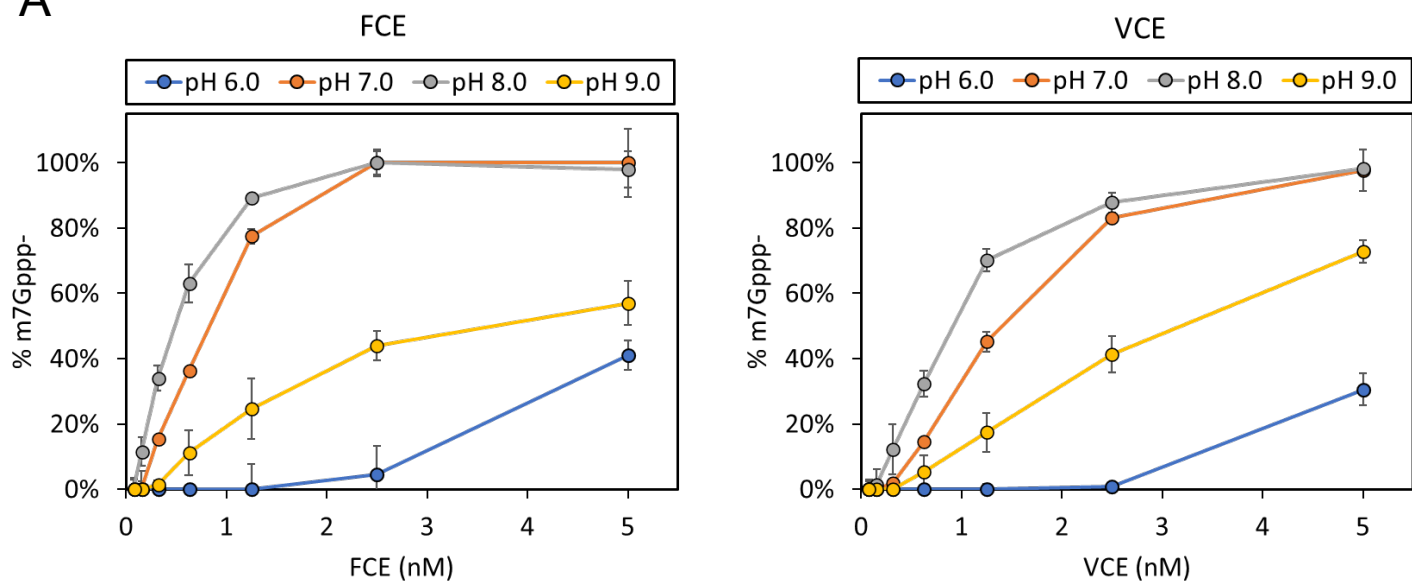 A
FCE
pH 6.0 pH 7.0 pH 8.0 pH 9.0
% m7Gppp-
100%
80%
60%
40%
20%
0%
0 1 2 3 4 5
FCE (nM)
VCE
pH 6.0 pH 7.0 pH 8.0 pH 9.0
% m7Gppp-
100%
80%
60%
40%
20%
0%
0 1 2 3 4 5
VCE (nM)